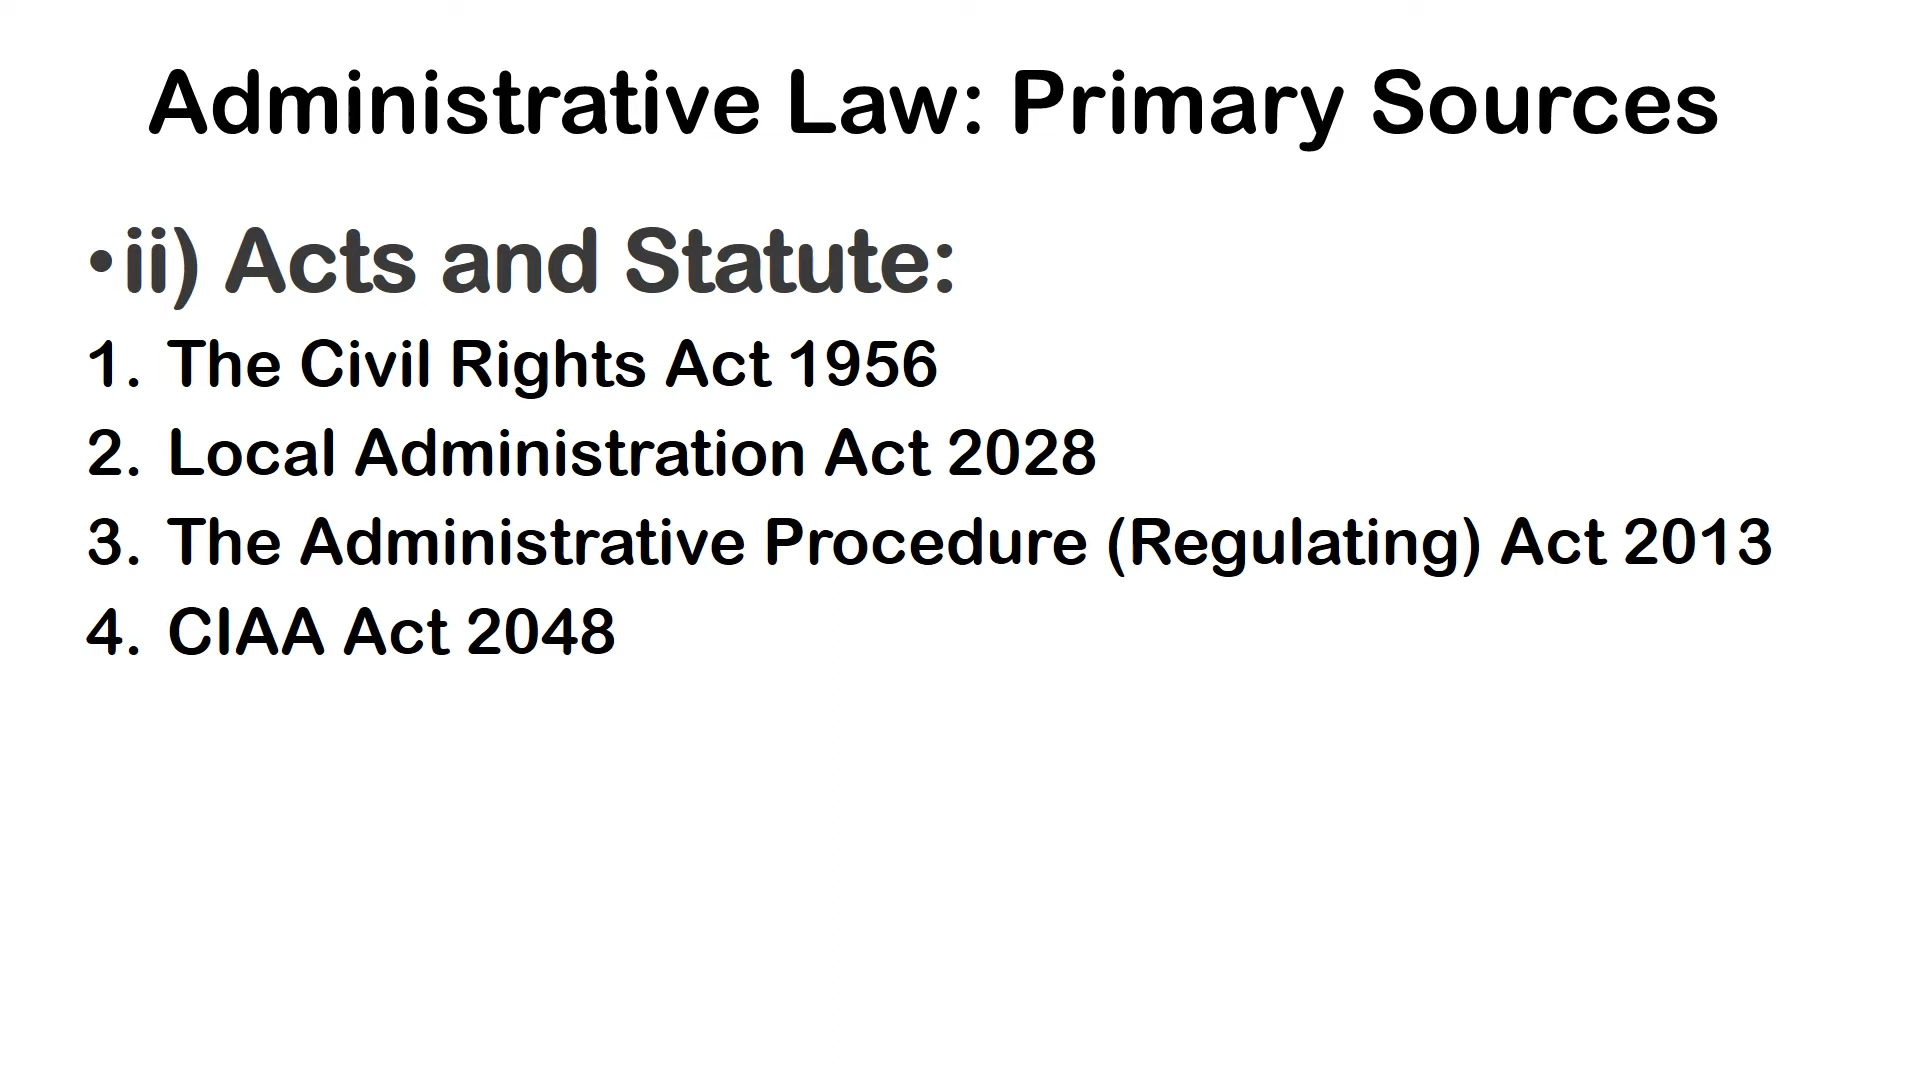 Administrative Law: Primary Sources
•ii) Acts and Statute:
1. The Civil Rights Act 1956
2. Local Administration Act 2028
3. The Administrative Procedure (Regulating) Act 2013
4. CIAA Act 2048